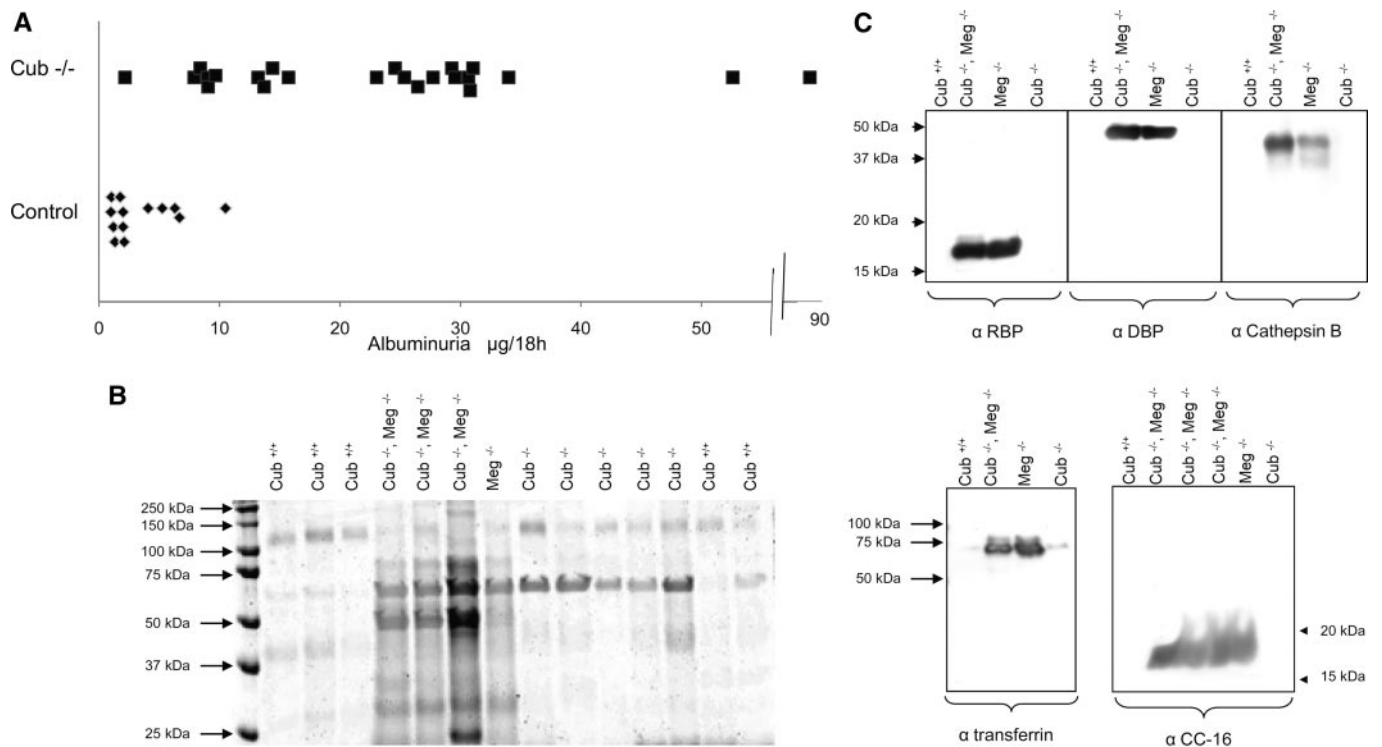 A
Cub -/-
Control
0
10
20
30
40
50
90
Albuminuria µg/18h
B
Cub +/+
Cub +/+
Cub +/+
Cub -/-, Meg -/-
Cub -/-, Meg -/-
Cub -/-, Meg -/-
Meg -/-
Cub -/-
Cub -/-
Cub -/-
Cub -/-
Cub -/-
Cub +/+
Cub +/+
250 kDa
150 kDa
100 kDa
75 kDa
50 kDa
37 kDa
25 kDa
C
Cub +/+
Cub -/-, Meg -/-
Meg -/-
Cub -/-
Cub +/+
Cub -/-, Meg -/-
Meg -/-
Cub -/-
Cub +/+
Cub -/-, Meg -/-
Meg -/-
Cub -/-
50 kDa
37 kDa
20 kDa
15 kDa
α RBP
α DBP
α Cathepsin B
Cub +/+
Cub -/-, Meg -/-
Meg -/-
Cub -/-
100 kDa
75 kDa
50 kDa
α transferrin
Cub +/+
Cub -/-, Meg -/-
Cub -/-, Meg -/-
Cub -/-, Meg -/-
Meg -/-
Cub -/-
20 kDa
15 kDa
α CC-16